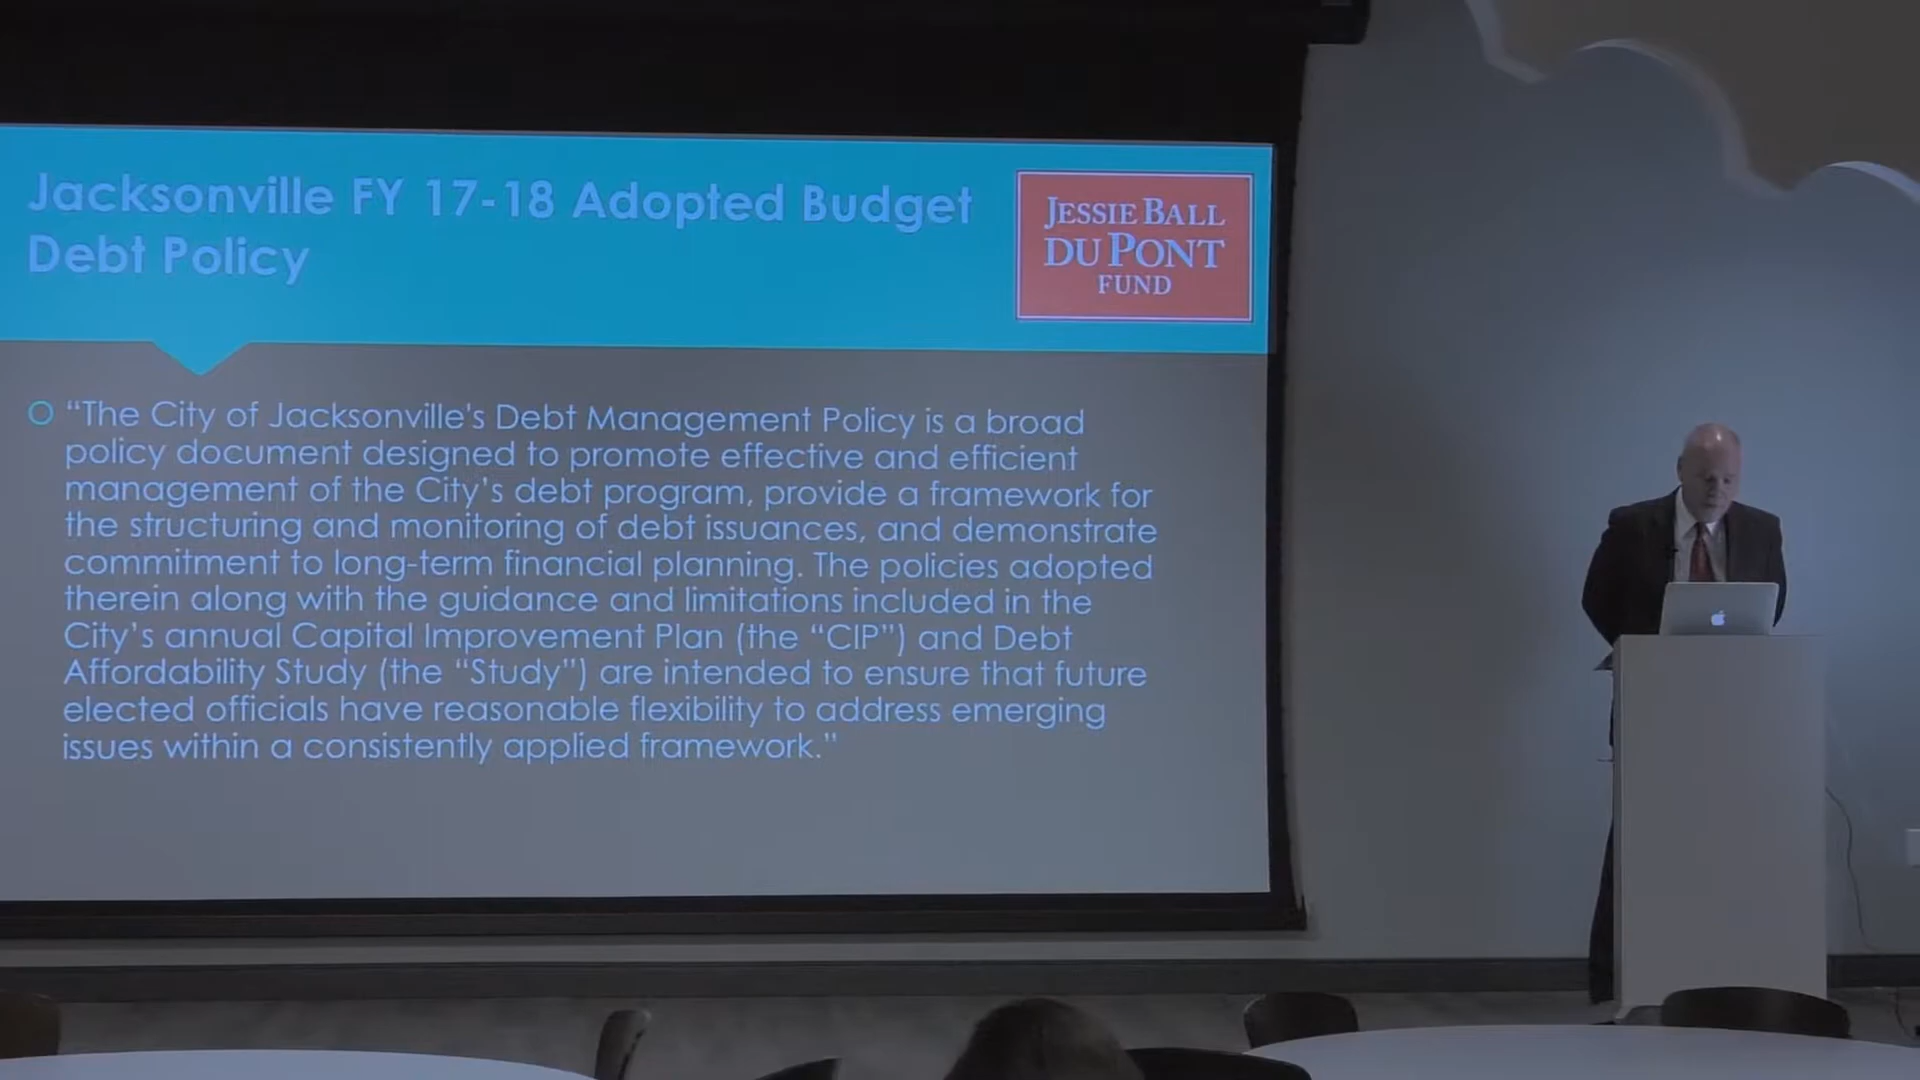 Jacksonville FY 17-18 Adopted Budget
Debt Policy
JESSIE BALL
DU PONT
FUND
“The City of Jacksonville's Debt Management Policy is a broad
policy document designed to promote effective and efficient
management of the City’s debt program, provide a framework for
the structuring and monitoring of debt issuances, and demonstrate
commitment to long-term financial planning. The policies adopted
therein along with the guidance and limitations included in the
City’s annual Capital Improvement Plan (the “CIP”) and Debt
Affordability Study (the “Study”) are intended to ensure that future
elected officials have reasonable flexibility to address emerging
issues within a consistently applied framework.”